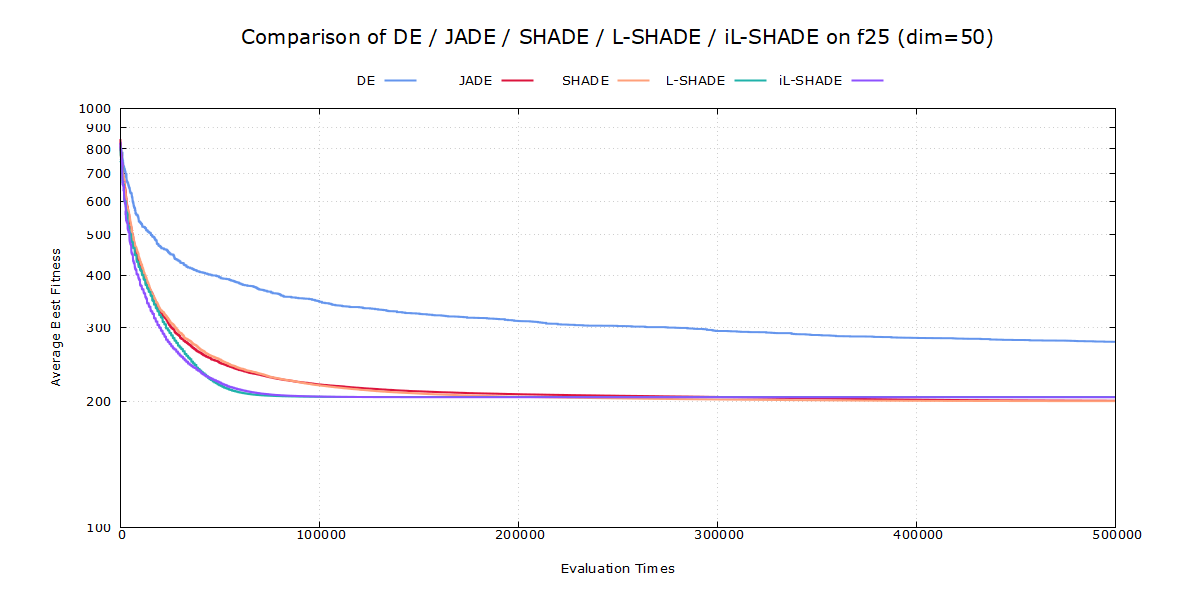 Comparison of DE / JADE / SHADE / L-SHADE / iL-SHADE on f25 (dim=50)
DE JADE SHADE L-SHADE iL-SHADE
1000
900
800
700
600
500
400
300
200
100
Average Best Fitness
0 100000 200000 300000 400000 500000
Evaluation Times